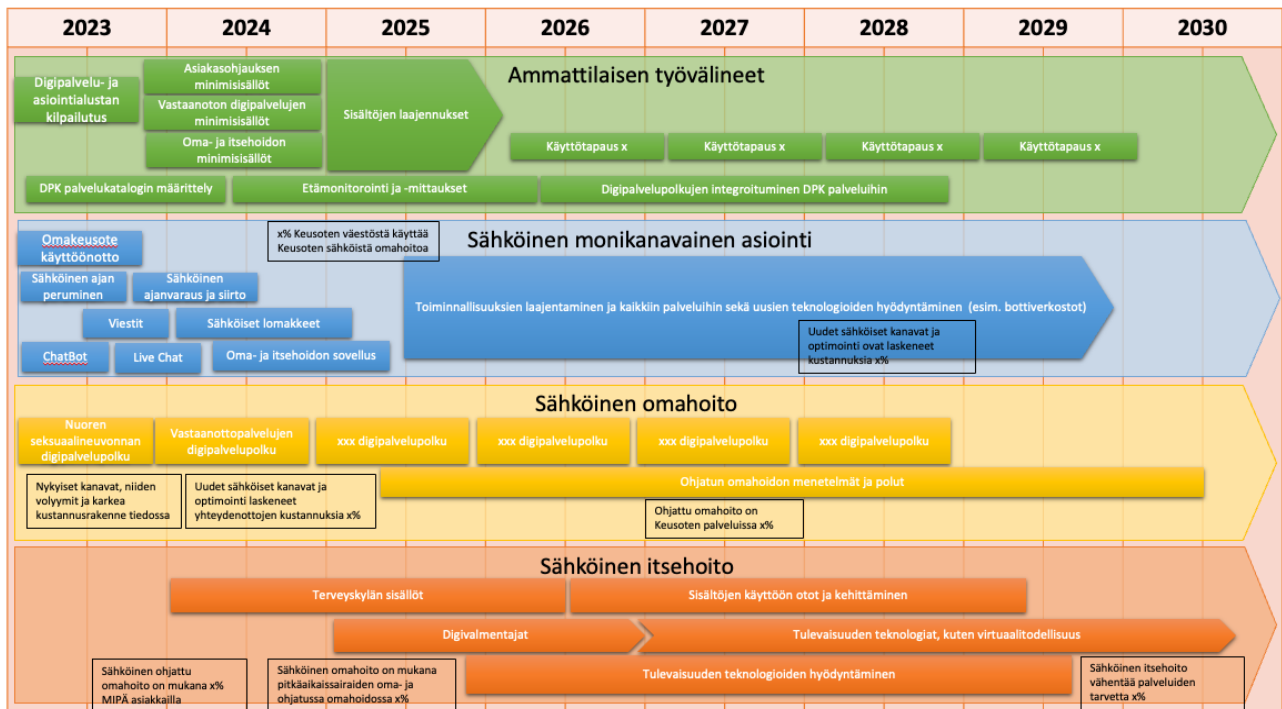 2023
2024
2025
2026
2027
2028
2029
2030
Ammattilaisen työvälineet
Digipalvelu- ja
asiointialustan
kilpailutus
Asiakasohjauksen
minimisisällöt
Vastaanoton digipalvelujen
minimisisällöt
Oma- ja itsehoidon
minimisisällöt
Sisältöjen laajennukset
Käyttötapaus x
Käyttötapaus x
Käyttötapaus x
Käyttötapaus x
DPK palvelukatalogin määrittely
Etämonitorointi ja -mittaukset
Digipalvelupolkujen integroituminen DPK palveluihin
Sähköinen monikanavainen asiointi
Omakeusote
käyttöönotto
x% Keusoten väestöstä käyttää
Keusoten sähköistä omahoitoa
Sähköinen ajan
peruminen
Sähköinen
ajanvaraus ja siirto
Viestit
Sähköiset lomakkeet
ChatBot
Live Chat
Oma- ja itsehoidon sovellus
Toiminnallisuuksien laajentaminen ja kaikkiin palveluihin sekä uusien teknologioiden hyödyntäminen (esim. bottiverkostot)
Uudet sähköiset kanavat ja
optimointi ovat laskeneet
kustannuksia x%
Sähköinen omahoito
Nuoren
seksuaalineuvonnan
digipalvelupolku
Vastaanottopalvelujen
digipalvelupolku
xxx digipalvelupolku
xxx digipalvelupolku
xxx digipalvelupolku
xxx digipalvelupolku
Ohjatun omahoidon menetelmät ja polut
Nykyiset kanavat, niiden
volyymit ja karkea
kustannusrakenne tiedossa
Uudet sähköiset kanavat ja
optimointi laskeneet
yhteydenottojen kustannuksia x%
Ohjattu omahoito on
Keusoten palveluissa x%
Sähköinen itsehoito
Terveyskylän sisällöt
Sisältöjen käyttöön otot ja kehittäminen
Digivalmentajat
Tulevaisuuden teknologiat, kuten virtuaalitodellisuus
Tulevaisuuden teknologioiden hyödyntäminen
Sähköinen ohjattu
omahoito on mukana x%
MIPÄ asiakkailla
Sähköinen omahoito on mukana
pitkäaikaissairaiden oma- ja
ohjatussa omahoidossa x%
Sähköinen itsehoito
vähentää palveluiden
tarvetta x%